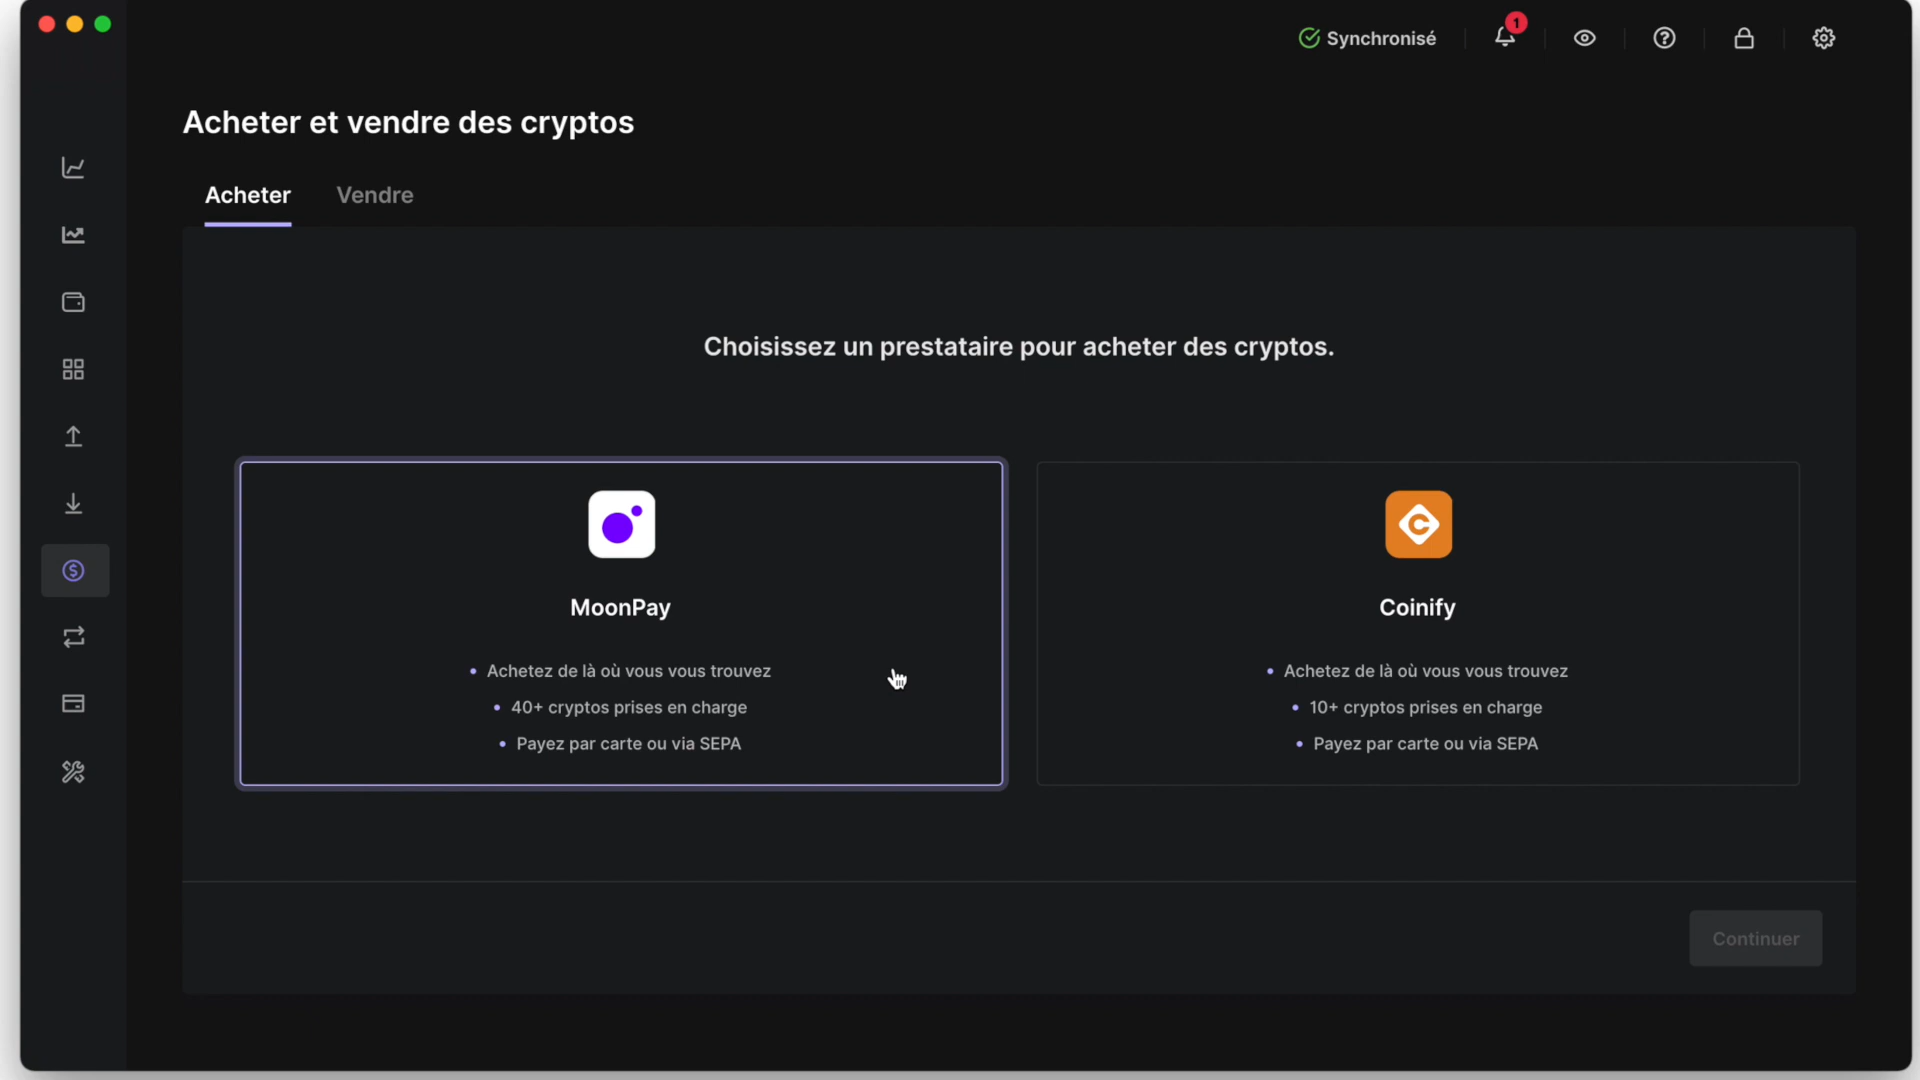 Synchronisé
1
Acheter et vendre des cryptos
Acheter
Vendre
Choisissez un prestataire pour acheter des cryptos.
MoonPay
• Achetez de là où vous vous trouvez
• 40+ cryptos prises en charge
• Payez par carte ou via SEPA
Coinify
• Achetez de là où vous vous trouvez
• 10+ cryptos prises en charge
• Payez par carte ou via SEPA
Continuer